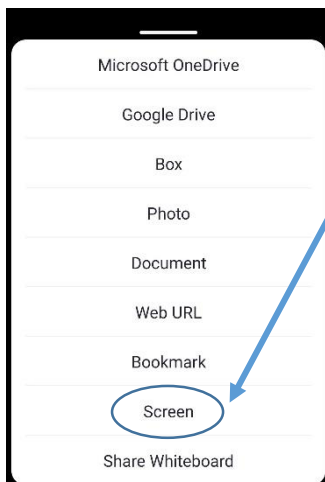 Microsoft OneDrive
Google Drive
Box
Photo
Document
Web URL
Bookmark
Screen
Share Whiteboard